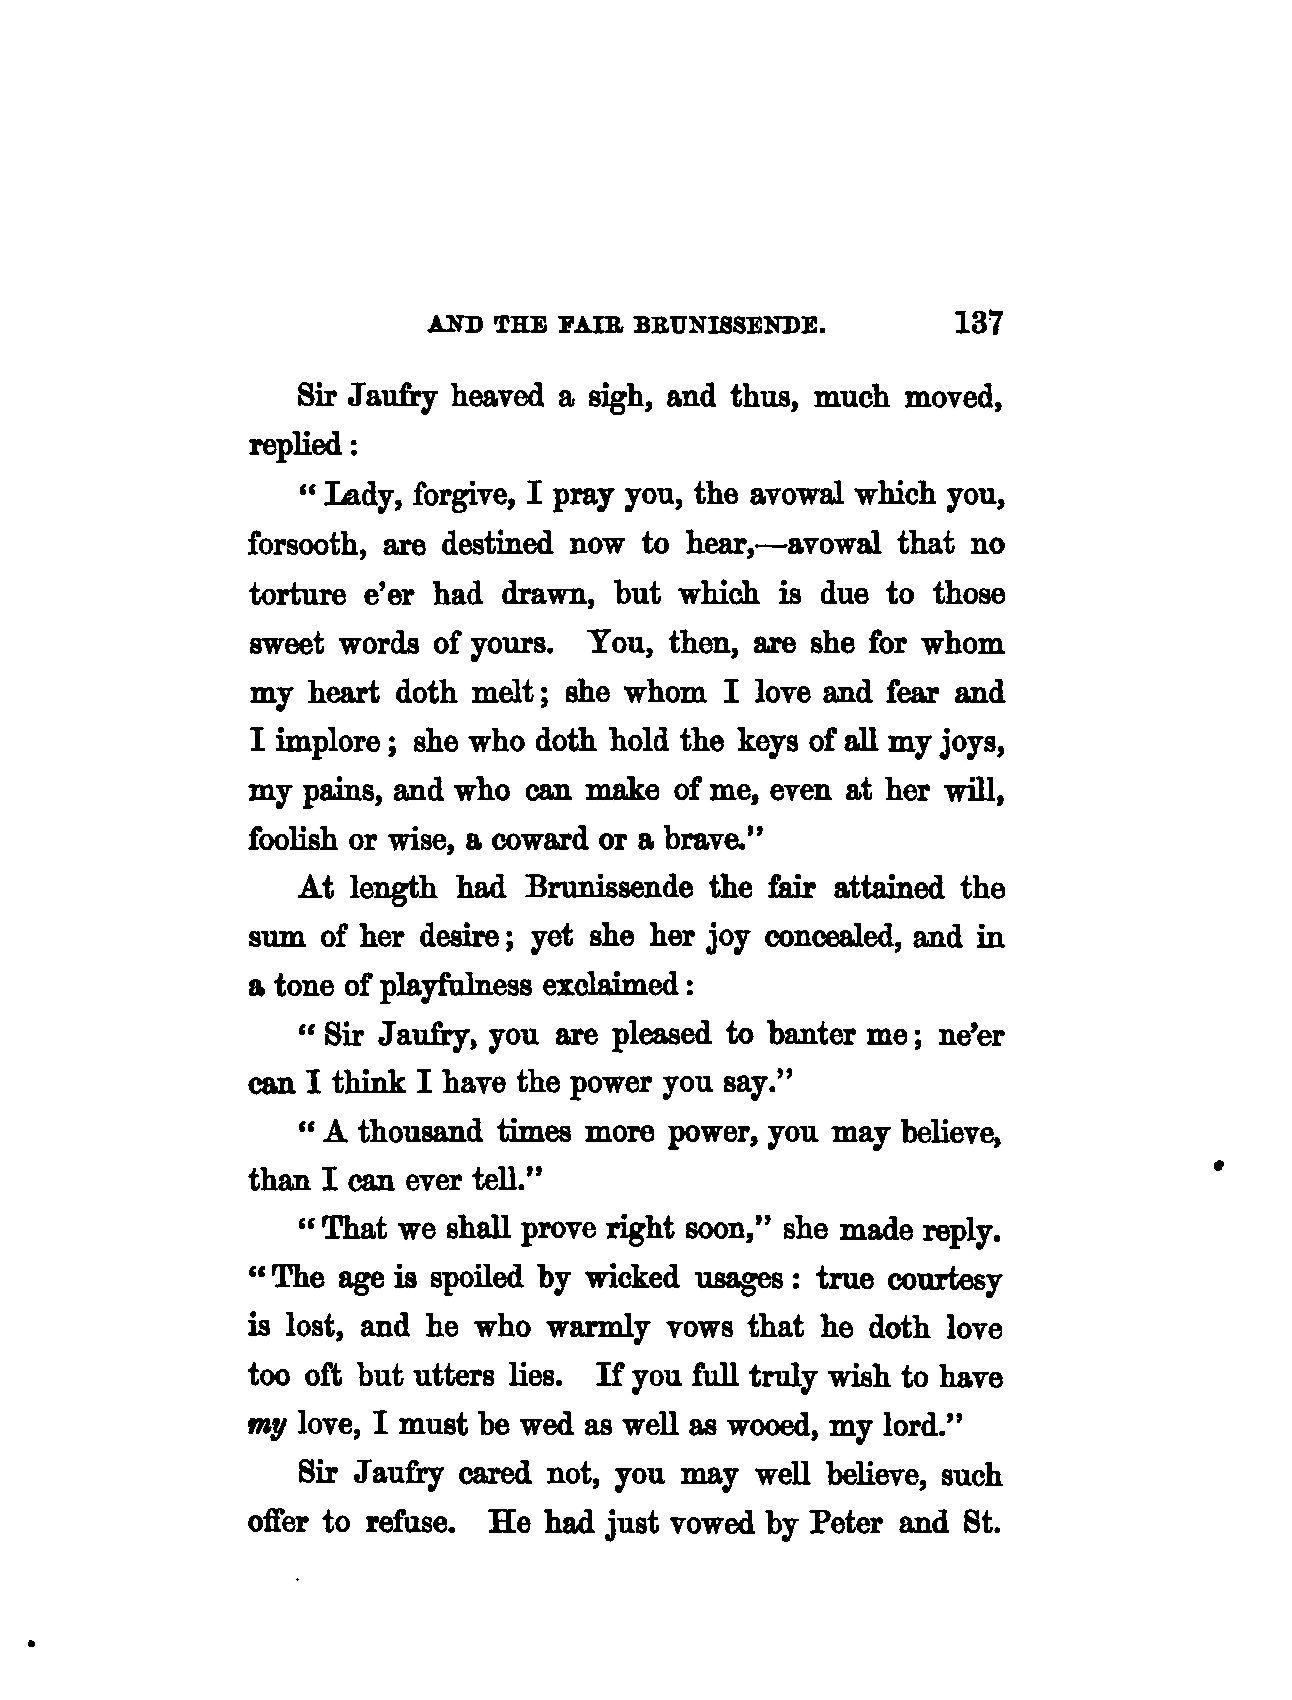 AND THE FAIR BRUNISSENDE. 137
Sir Jaufry heaved a sigh, and thus, much moved,
replied :
“ Lady, forgive, I pray you, the avowal which you,
forsooth, are destined now to hear,—avowal that no
torture e’er had drawn, but which is due to those
sweet words of yours. You, then, are she for whom
my heart doth melt ; she whom I love and fear and
I implore ; she who doth hold the keys of all my joys,
my pains, and who can make of me, even at her will,
foolish or wise, a coward or a brave.”
At length had Brunissende the fair attained the
sum of her desire ; yet she her joy concealed, and in
a tone of playfulness exclaimed :
“ Sir Jaufry, you are pleased to banter me ; ne’er
can I think I have the power you say.”
“ A thousand times more power, you may believe,
than I can ever tell.”
“ That we shall prove right soon,” she made reply.
“ The age is spoiled by wicked usages : true courtesy
is lost, and he who warmly vows that he doth love
too oft but utters lies. If you full truly wish to have
my love, I must be wed as well as wooed, my lord.”
Sir Jaufry cared not, you may well believe, such
offer to refuse. He had just vowed by Peter and St.